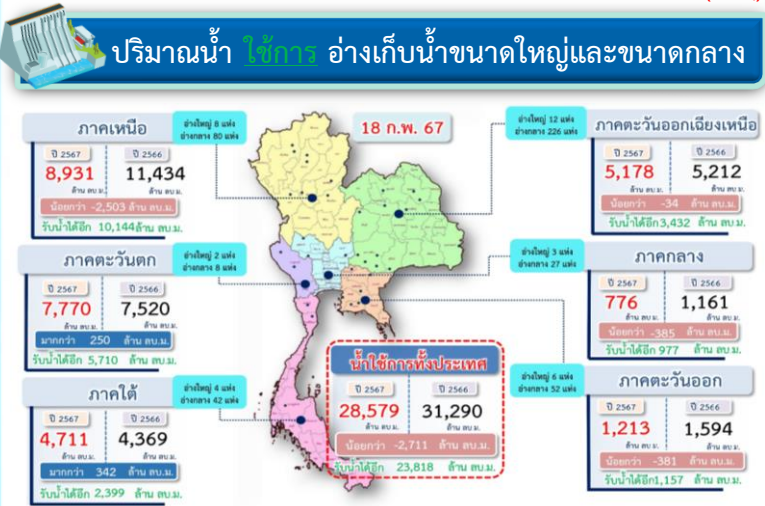 ปริมาณน้ำ ใช้การ อ่างเก็บน้ำขนาดใหญ่และขนาดกลาง
18 ก.พ. 67
ภาคเหนือ
อ่างใหญ่ 8 แห่ง
อ่างกลาง 80 แห่ง
ปี 2567 ปี 2566
8,931 11,434
ล้าน ลบ.ม. ล้าน ลบ.ม.
น้อยกว่า -2,503 ล้าน ลบ.ม.
รับน้ำได้อีก 10,144ล้าน ลบ.ม.
ภาคตะวันออกเฉียงเหนือ
อ่างใหญ่ 12 แห่ง
อ่างกลาง 226 แห่ง
ปี 2567 ปี 2566
5,178 5,212
ล้าน ลบ.ม. ล้าน ลบ.ม.
น้อยกว่า -34 ล้าน ลบ.ม.
รับน้ำได้อีก3,432 ล้าน ลบ.ม.
ภาคตะวันตก
อ่างใหญ่ 2 แห่ง
อ่างกลาง 8 แห่ง
ปี 2567 ปี 2566
7,770 7,520
ล้าน ลบ.ม. ล้าน ลบ.ม.
มากกว่า 250 ล้าน ลบ.ม.
รับน้ำได้อีก 5,710 ล้าน ลบ.ม.
ภาคกลาง
อ่างใหญ่ 3 แห่ง
อ่างกลาง 27 แห่ง
ปี 2567 ปี 2566
776 1,161
ล้าน ลบ.ม. ล้าน ลบ.ม.
น้อยกว่า -385 ล้าน ลบ.ม.
รับน้ำได้อีก 977 ล้าน ลบ.ม.
ภาคใต้
อ่างใหญ่ 4 แห่ง
อ่างกลาง 42 แห่ง
ปี 2567 ปี 2566
4,711 4,369
ล้าน ลบ.ม. ล้าน ลบ.ม.
มากกว่า 342 ล้าน ลบ.ม.
รับน้ำได้อีก 2,399 ล้าน ลบ.ม.
น้ำใช้การทั้งประเทศ
ปี 2567 ปี 2566
28,579 31,290
ล้าน ลบ.ม. ล้าน ลบ.ม.
น้อยกว่า -2,711 ล้าน ลบ.ม.
รับน้ำได้อีก 23,818 ล้าน ลบ.ม.
ภาคตะวันออก
อ่างใหญ่ 6 แห่ง
อ่างกลาง 52 แห่ง
ปี 2567 ปี 2566
1,213 1,594
ล้าน ลบ.ม. ล้าน ลบ.ม.
น้อยกว่า -381 ล้าน ลบ.ม.
รับน้ำได้อีก1,157 ล้าน ลบ.ม.